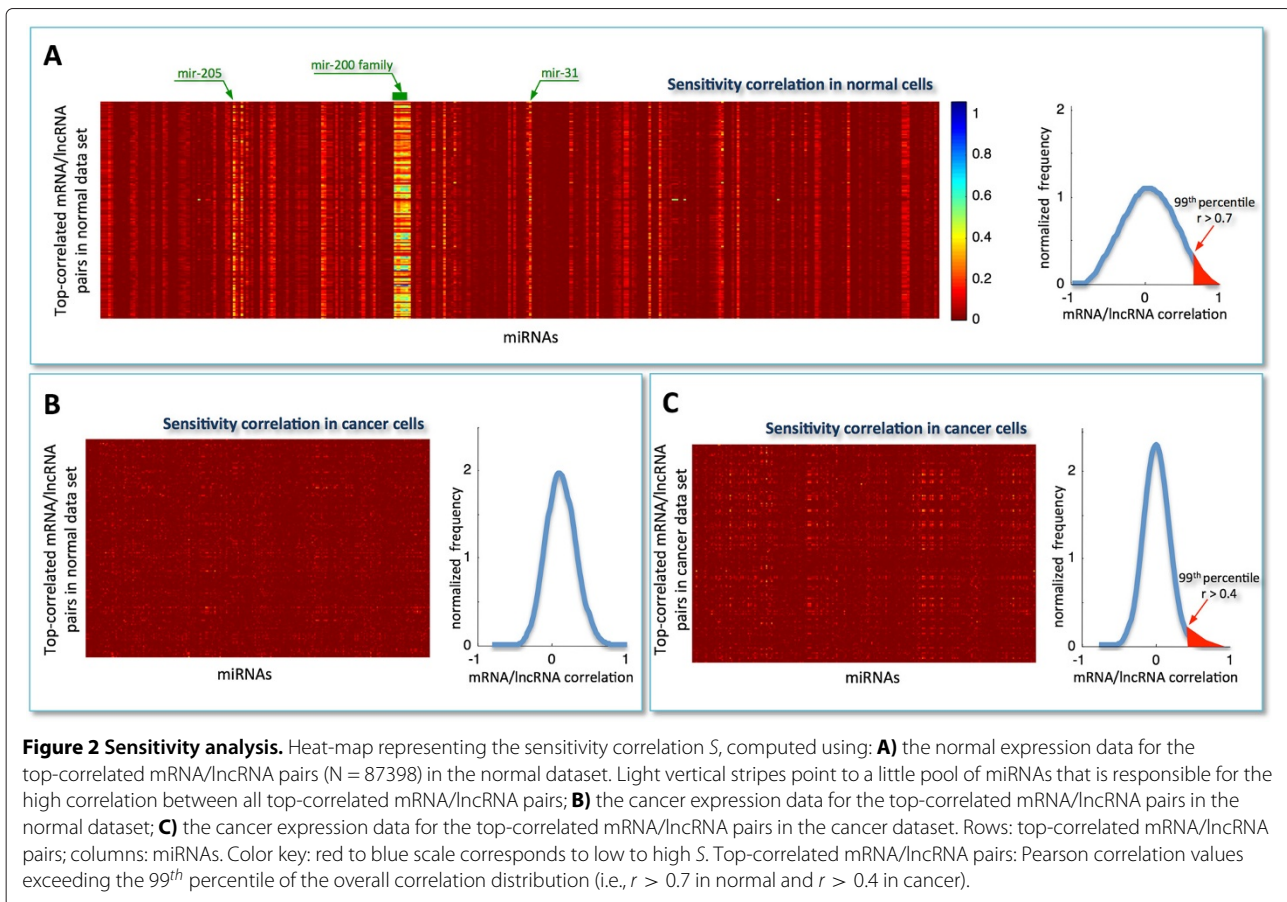 A
mir-205
mir-200 family
mir-31
Sensitivity correlation in normal cells
Top-correlated mRNA/lncRNA
pairs in normal data set
miRNAs
1
0.8
0.6
0.4
0.2
0
normalized frequency
2
1
0
-1
0
1
99th percentile
r > 0.7
mRNA/lncRNA correlation
B
Sensitivity correlation in cancer cells
Top-correlated mRNA/lncRNA
pairs in normal data set
miRNAs
normalized frequency
2
1
0
-1
0
1
mRNA/lncRNA correlation
C
Sensitivity correlation in cancer cells
Top-correlated mRNA/lncRNA
pairs in cancer data set
miRNAs
normalized frequency
2
1
0
-1
0
1
99th percentile
r > 0.4
mRNA/lncRNA correlation
Figure 2 Sensitivity analysis. Heat-map representing the sensitivity correlation S, computed using: A) the normal expression data for the
top-correlated mRNA/lncRNA pairs (N = 87398) in the normal dataset. Light vertical stripes point to a little pool of miRNAs that is responsible for the
high correlation between all top-correlated mRNA/lncRNA pairs; B) the cancer expression data for the top-correlated mRNA/lncRNA pairs in the
normal dataset; C) the cancer expression data for the top-correlated mRNA/lncRNA pairs in the cancer dataset. Rows: top-correlated mRNA/lncRNA
pairs; columns: miRNAs. Color key: red to blue scale corresponds to low to high S. Top-correlated mRNA/lncRNA pairs: Pearson correlation values
exceeding the 99th percentile of the overall correlation distribution (i.e., r > 0.7 in normal and r > 0.4 in cancer).